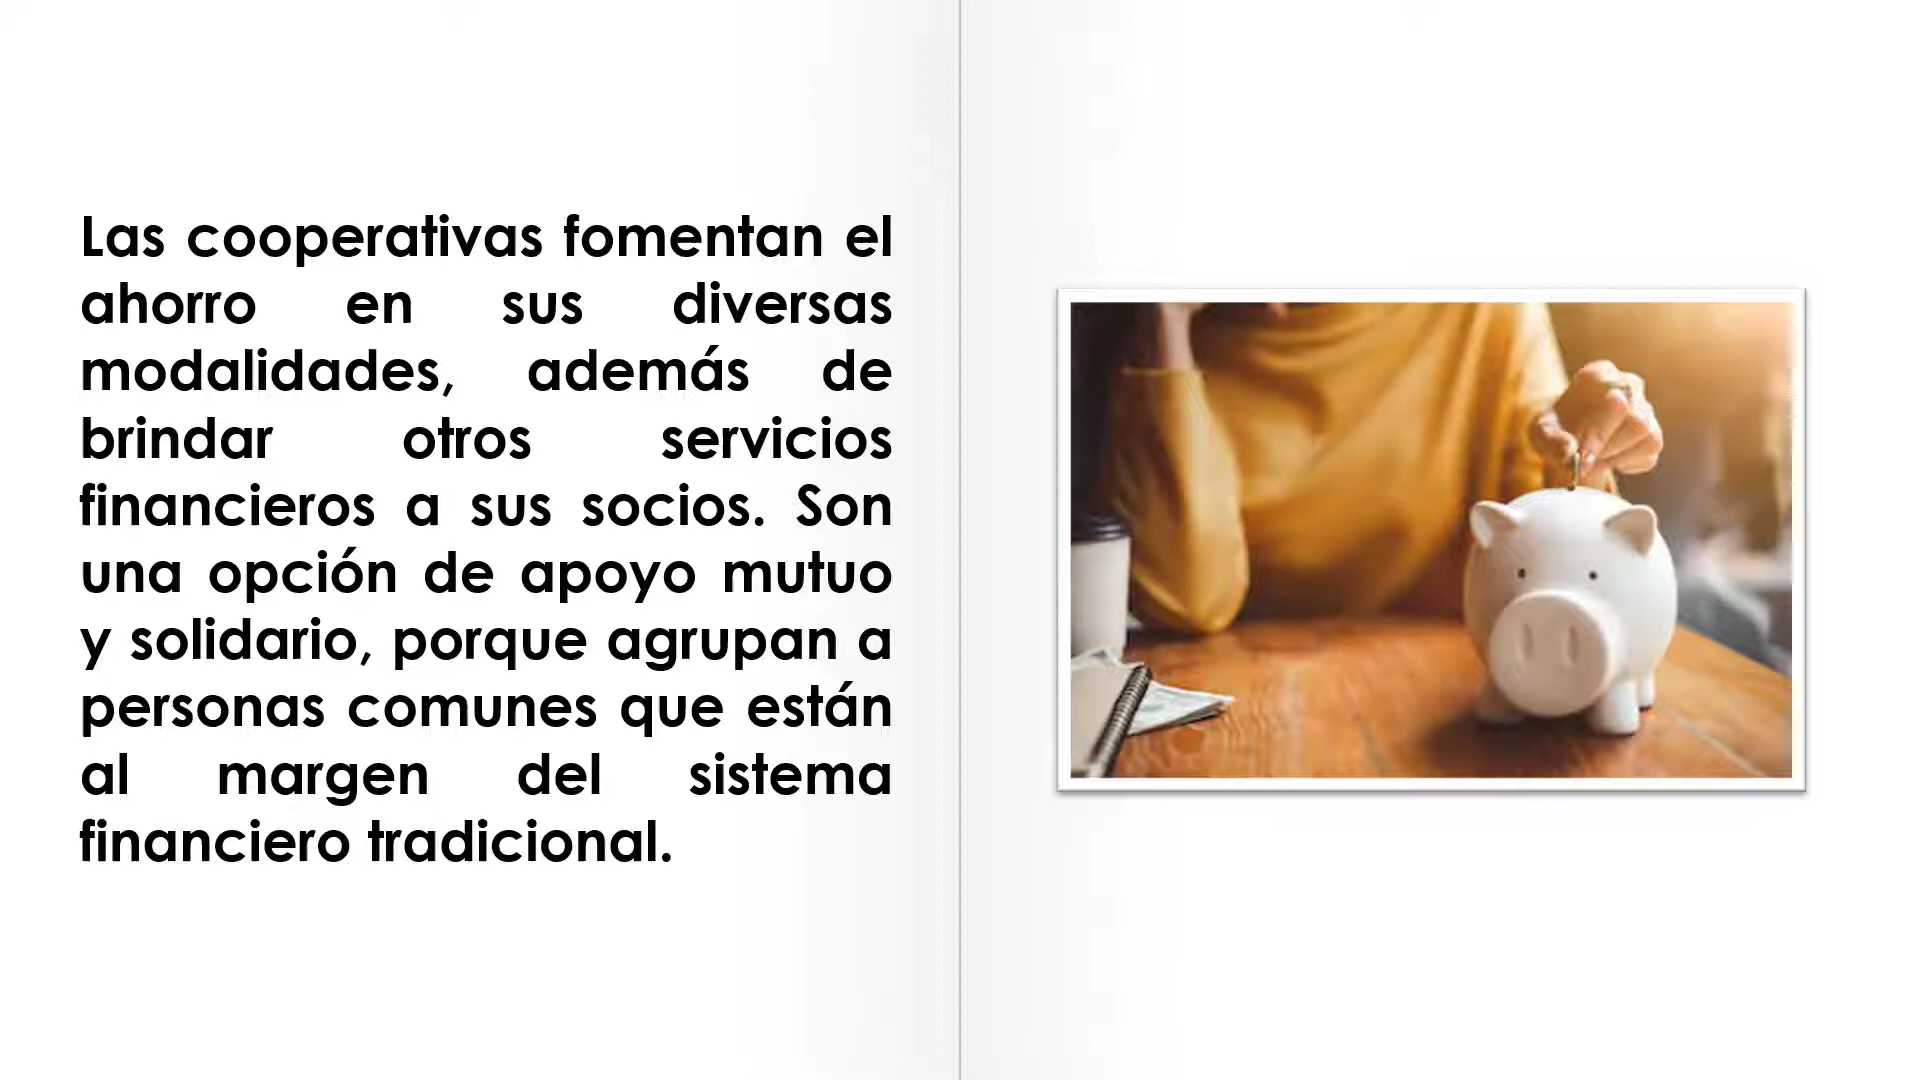 Las cooperativas fomentan el
ahorro en sus diversas
modalidades, además de
brindar otros servicios
financieros a sus socios. Son
una opción de apoyo mutuo
y solidario, porque agrupan a
personas comunes que están
al margen del sistema
financiero tradicional.